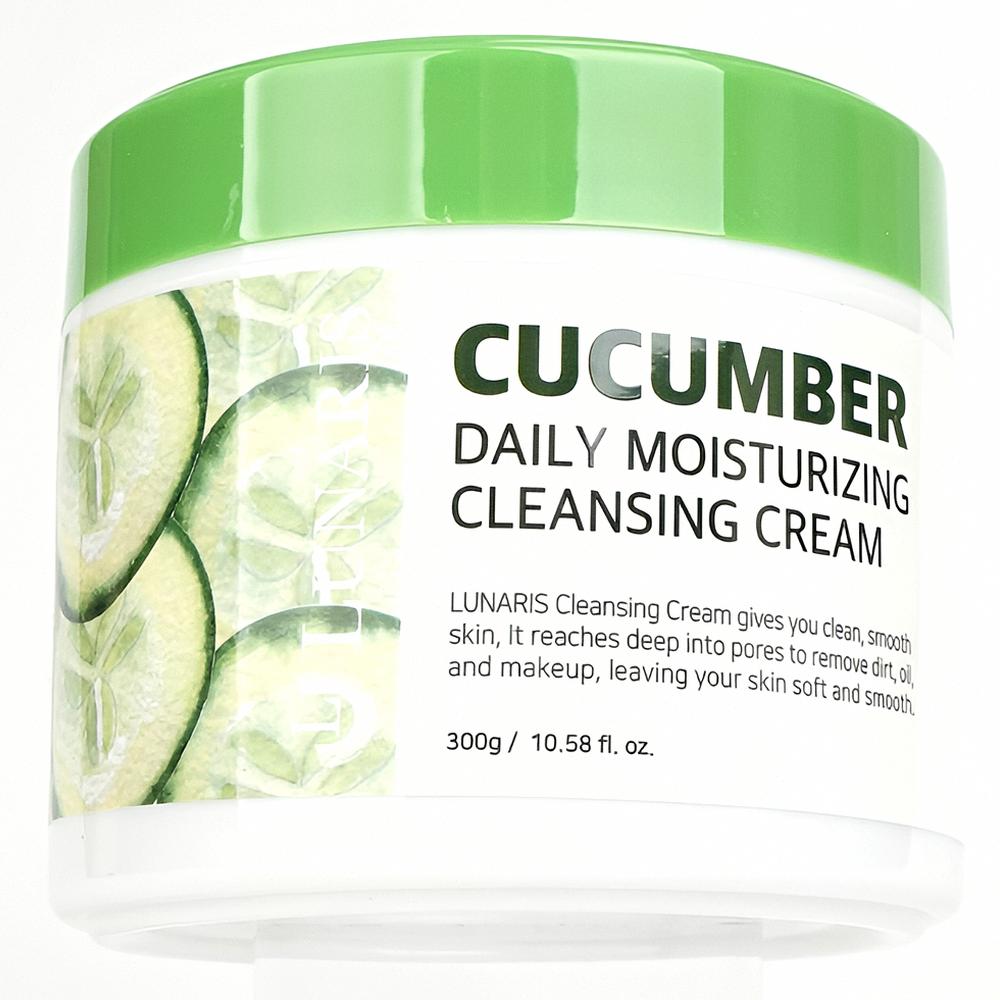 LUNARIS
CUCUMBER
DAILY MOISTURIZING
CLEANSING CREAM
LUNARIS Cleansing Cream gives you clean, smooth
skin, It reaches deep into pores to remove dirt, oil,
and makeup, leaving your skin soft and smooth.
300g / 10.58 fl. oz.